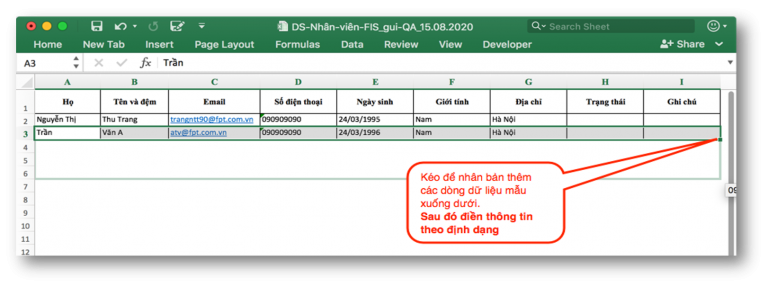 DS-Nhân-viên-FIS_gui-QA_15.08.2020
Search Sheet
Home New Tab Insert Page Layout Formulas Data Review View Developer Share
A3 fx Trần
A B C D E F G H I
1 Họ Tên và đệm Email Số điện thoại Ngày sinh Giới tính Địa chỉ Trạng thái Ghi chú
2 Nguyễn Thị Thu Trang trangntt90@fpt.com.vn 090909090 24/03/1995 Nam Hà Nội
3 Trần Văn A atv@fpt.com.vn 090909090 24/03/1996 Nam Hà Nội
4
5
6
7
8
9
10
11
12
Kéo để nhân bản thêm
các dòng dữ liệu mẫu
xuống dưới.
Sau đó điền thông tin
theo định dạng
09